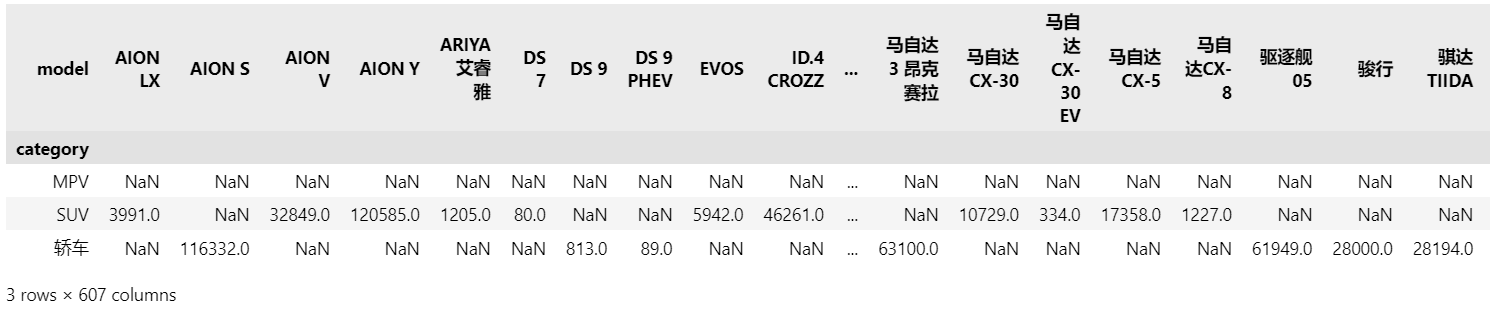 model AION LX AION S AION V AION Y ARIYA 艾睿雅 DS 7 DS 9 DS 9 PHEV EVOS ID.4 CROZZ ... 马自达3 昂克赛拉 马自达CX-30 马自达CX-30 EV 马自达CX-5 马自达CX-8 驱逐舰05 骏行 骐达TIIDA
category
MPV NaN NaN NaN NaN NaN NaN NaN NaN NaN NaN ... NaN NaN NaN NaN NaN NaN NaN NaN
SUV 3991.0 NaN 32849.0 120585.0 1205.0 80.0 NaN NaN 5942.0 46261.0 ... NaN 10729.0 334.0 17358.0 1227.0 NaN NaN NaN
轿车 NaN 116332.0 NaN NaN NaN NaN 813.0 89.0 NaN NaN ... 63100.0 NaN NaN NaN NaN 61949.0 28000.0 28194.0
3 rows × 607 columns